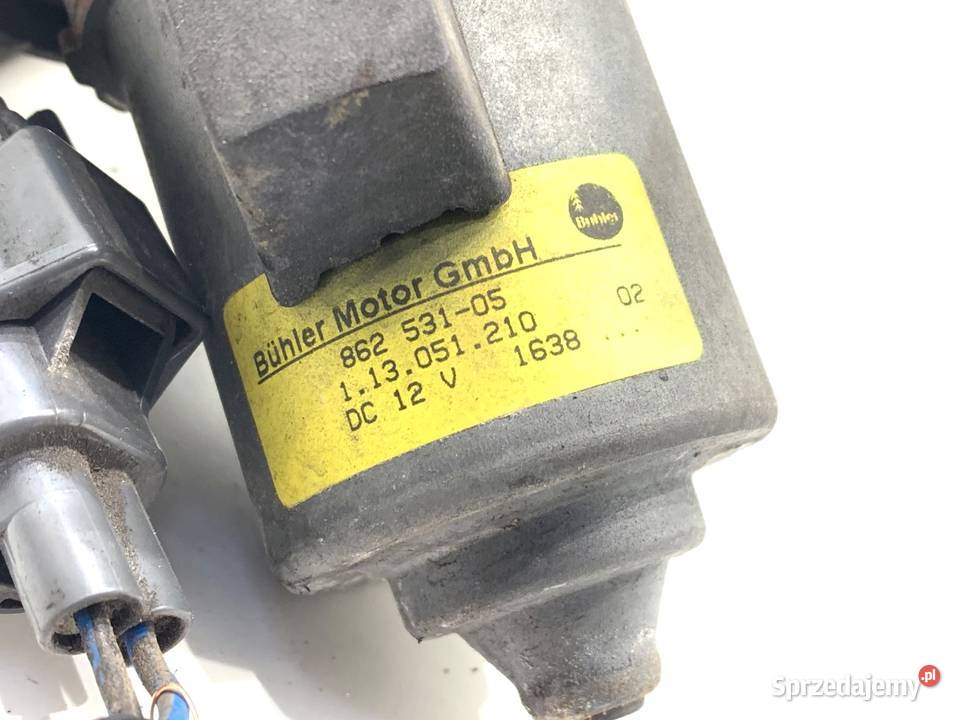 Bühler
Bühler Motor GmbH
862 531-05 02
1.13.051.210
DC 12 V 1638 ...
Sprzedajemy.pl